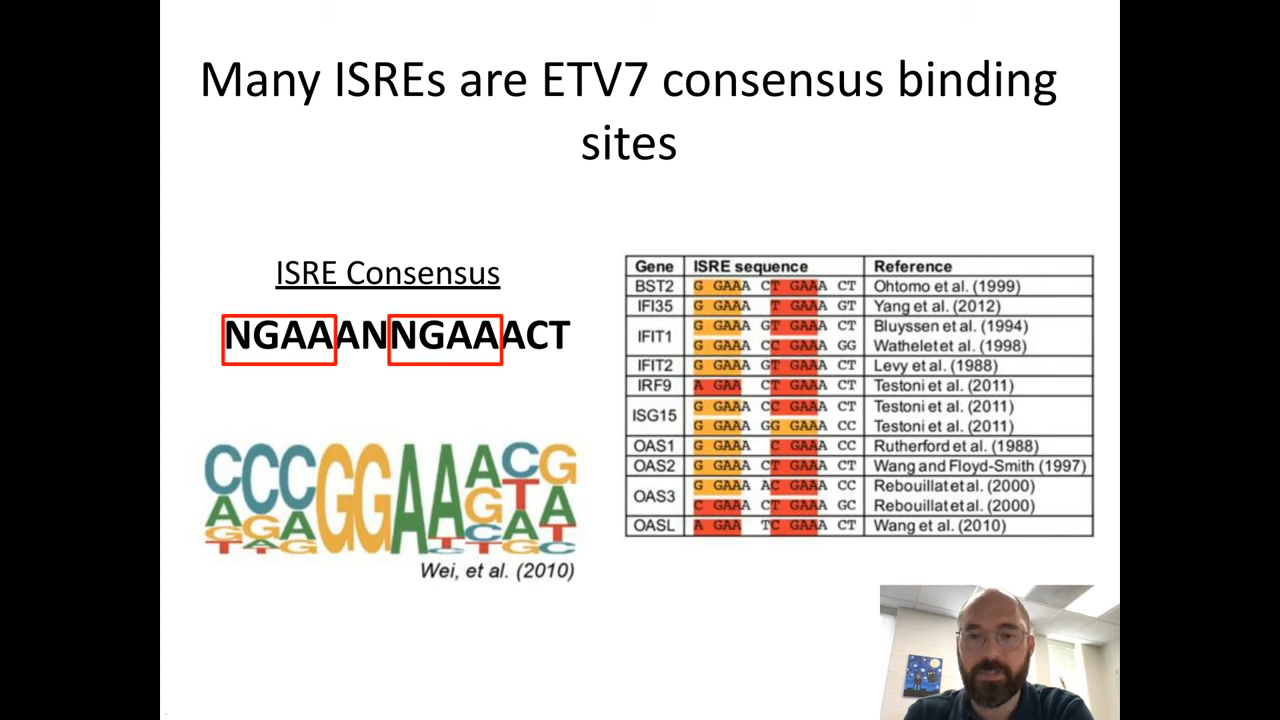 Many ISREs are ETV7 consensus binding
sites
ISRE Consensus
NGAAANNGAAACT
CCCGGAAACG
AGGAGTA
TAGCAA
TAGCTTGC
Wei, et al. (2010)
Gene ISRE sequence Reference
BST2 G GAAA CT GAAA CT Ohtomo et al. (1999)
IFI35 G GAAA T GAAA GT Yang et al. (2012)
IFIT1 G GAAA GT GAAA CT Bluyssen et al. (1994)
G GAAA CC GAAA GG Wathelet et al. (1998)
IFIT2 G GAAA GT GAAA CT Levy et al. (1988)
IRF9 A GAA CT GAAA CT Testoni et al. (2011)
ISG15 G GAAA CC GAAA CT Testoni et al. (2011)
G GAAA GG GAAA CC Testoni et al. (2011)
OAS1 G GAAA C GAAA CC Rutherford et al. (1988)
OAS2 G GAAA CT GAAA CT Wang and Floyd-Smith (1997)
OAS3 G GAAA AC GAAA CC Rebouillat et al. (2000)
C GAAA CT GAAA GC Rebouillat et al. (2000)
OASL A GAA TC GAAA CT Wang et al. (2010)